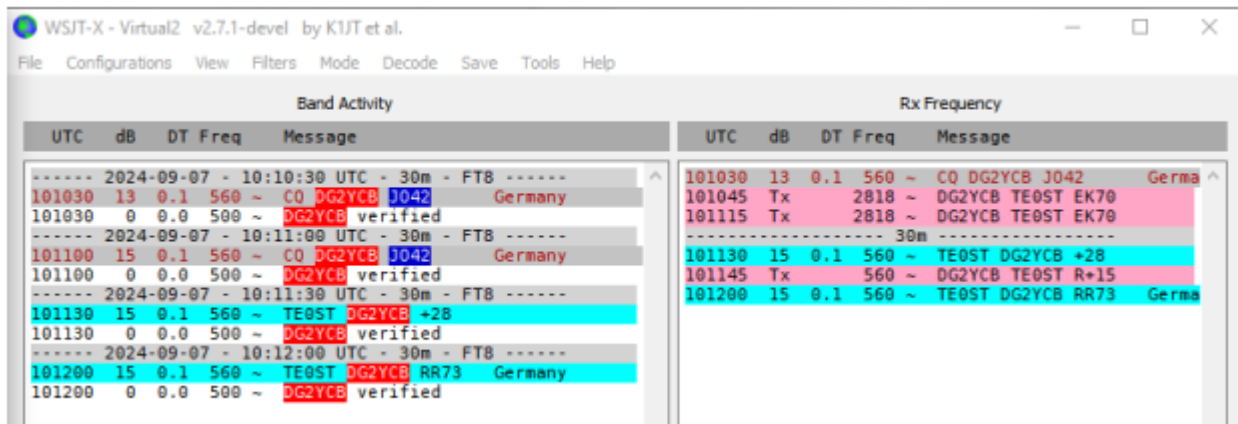 WSJT-X - Virtual2 v2.7.1-devel by K1JT et al.
File Configurations View Filters Mode Decode Save Tools Help
Band Activity
UTC dB DT Freq Message
------ 2024-09-07 - 10:10:30 UTC - 30m - FT8 ------
101030 13 0.1 560 ~ CQ DG2YCB JO42 Germany
101030 0 0.0 500 ~ DG2YCB verified
------ 2024-09-07 - 10:11:00 UTC - 30m - FT8 ------
101100 15 0.1 560 ~ CQ DG2YCB JO42 Germany
101100 0 0.0 500 ~ DG2YCB verified
------ 2024-09-07 - 10:11:30 UTC - 30m - FT8 ------
101130 15 0.1 560 ~ TE0ST DG2YCB +28
101130 0 0.0 500 ~ DG2YCB verified
------ 2024-09-07 - 10:12:00 UTC - 30m - FT8 ------
101200 15 0.1 560 ~ TE0ST DG2YCB RR73 Germany
101200 0 0.0 500 ~ DG2YCB verified
Rx Frequency
UTC dB DT Freq Message
101030 13 0.1 560 ~ CQ DG2YCB JO42 Germa
101045 Tx 2818 ~ DG2YCB TE0ST EK70
101115 Tx 2818 ~ DG2YCB TE0ST EK70
------------------- 30m ----------------
101130 15 0.1 560 ~ TE0ST DG2YCB +28
101145 Tx 560 ~ DG2YCB TE0ST R+15
101200 15 0.1 560 ~ TE0ST DG2YCB RR73 Germa